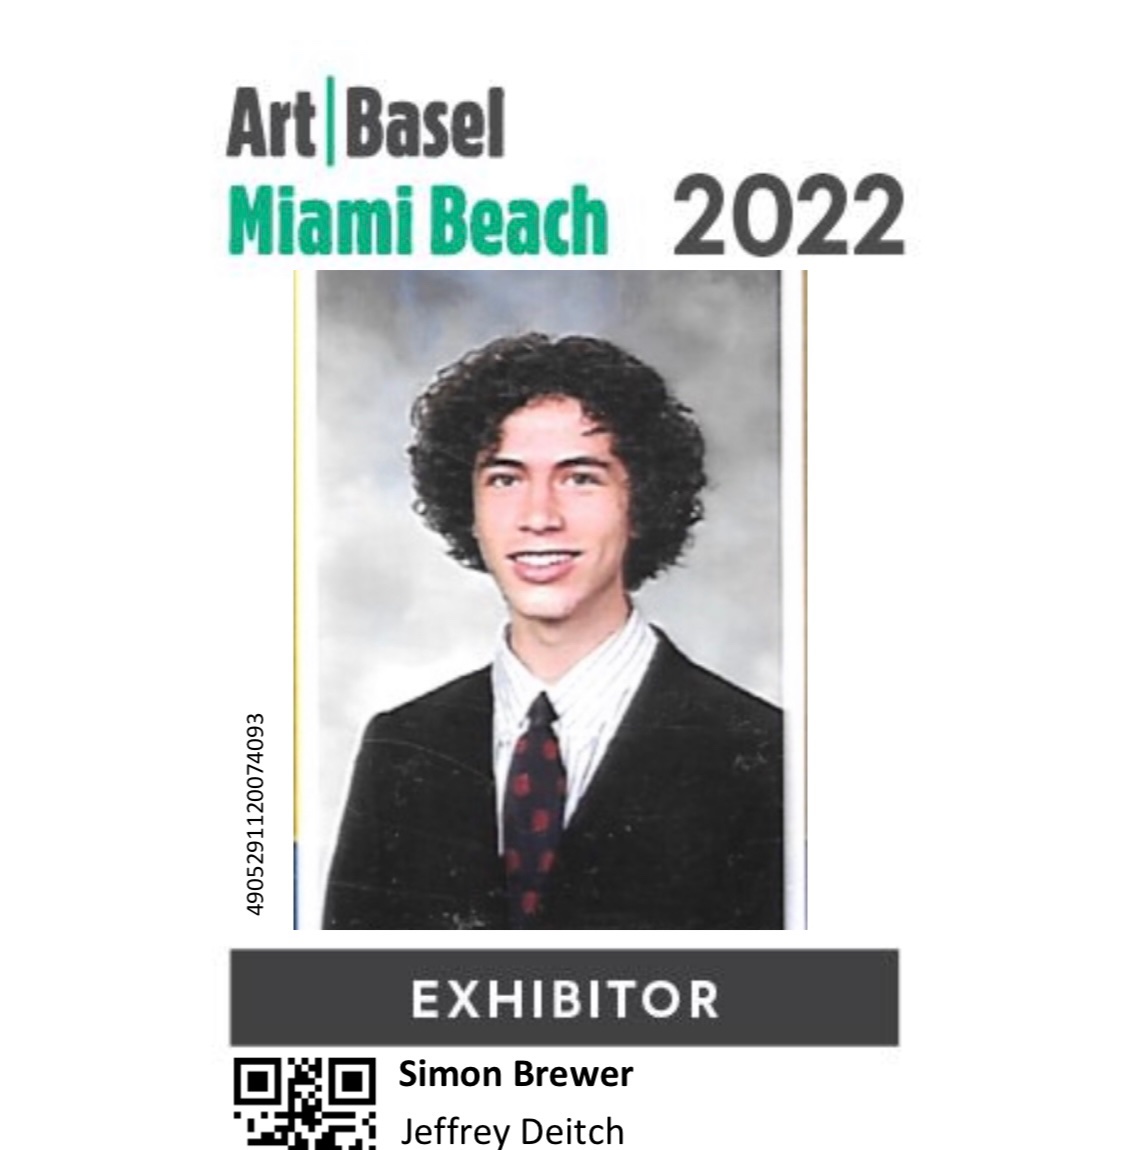 Art|Basel
Miami Beach 2022
4905291120074093
EXHIBITOR
Simon Brewer
Jeffrey Deitch